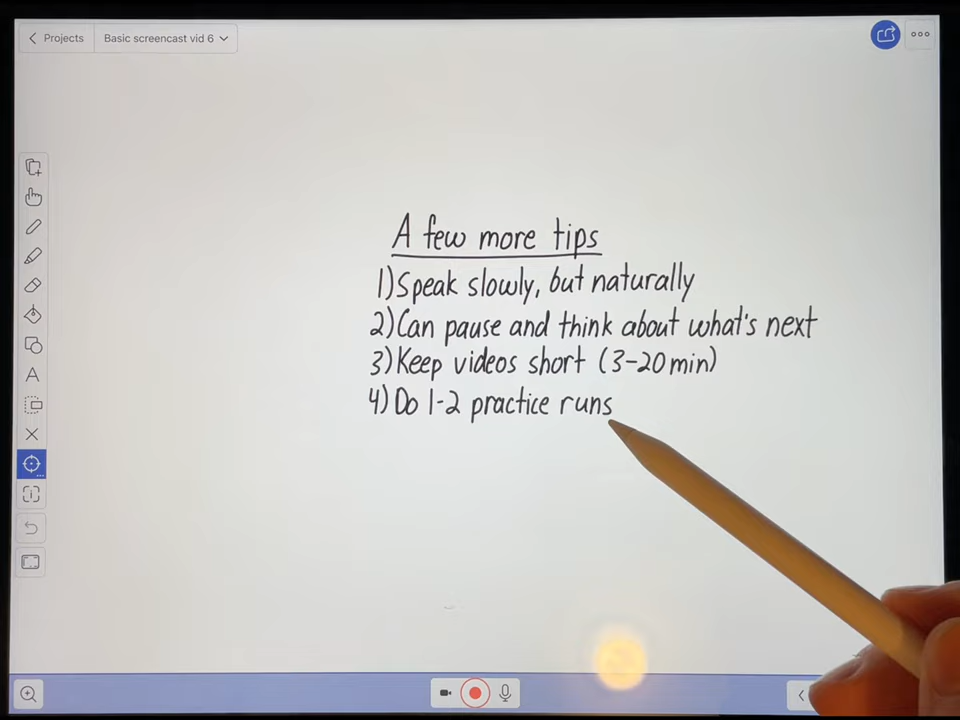 Projects
Basic screencast vid 6
A few more tips
1)Speak slowly, but naturally
2)Can pause and think about what's next
3)Keep videos short (3-20 min)
4)Do 1-2 practice runs
A